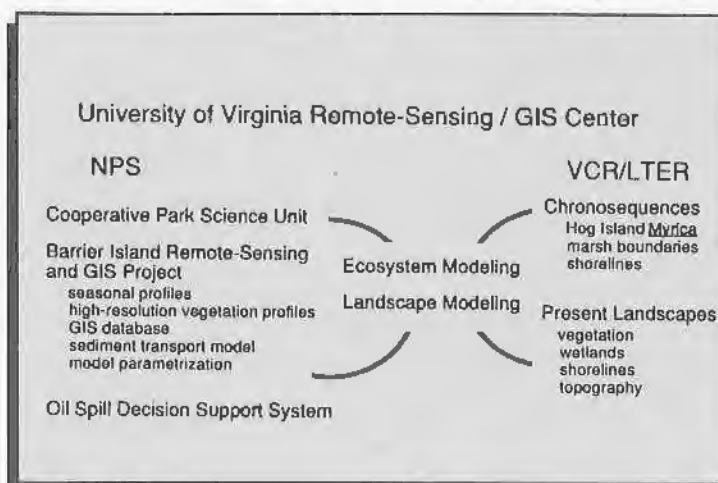 University of Virginia Remote-Sensing / GIS Center
NPS
Cooperative Park Science Unit
Barrier Island Remote-Sensing
and GIS Project
seasonal profiles
high-resolution vegetation profiles
GIS database
sediment transport model
model parametrization
Oil Spill Decision Support System
Ecosystem Modeling
Landscape Modeling
VCR/LTER
Chronosequences
Hog Island Myrica
marsh boundaries
shorelines
Present Landscapes
vegetation
wetlands
shorelines
topography